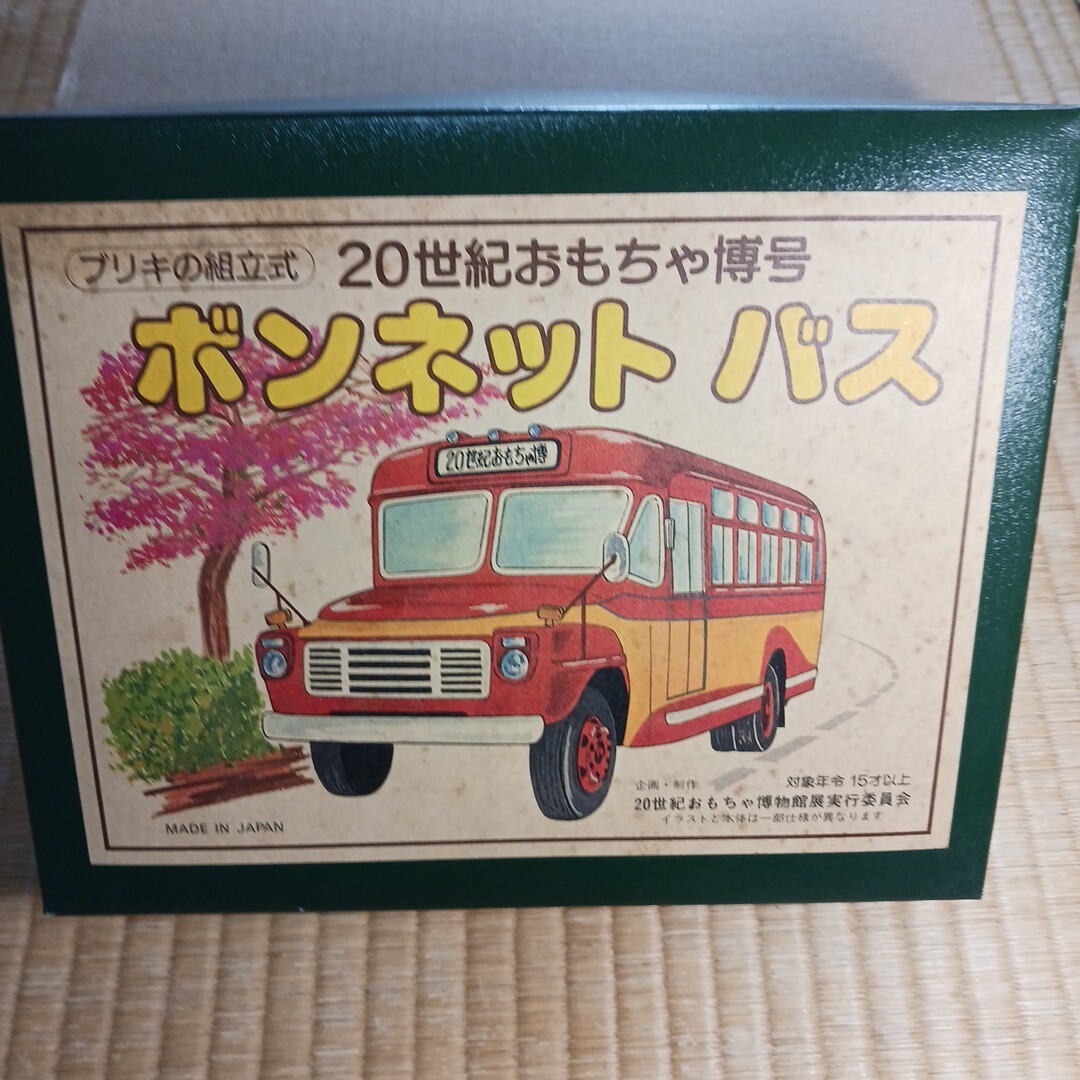 ブリキの組立式
20世紀おもちゃ博号
ボンネット バス
20世紀おもちゃ博
企画・制作
対象年令 15才以上
20世紀おもちゃ博物館展実行委員会
イラストと本体は一部仕様が異なります
MADE IN JAPAN